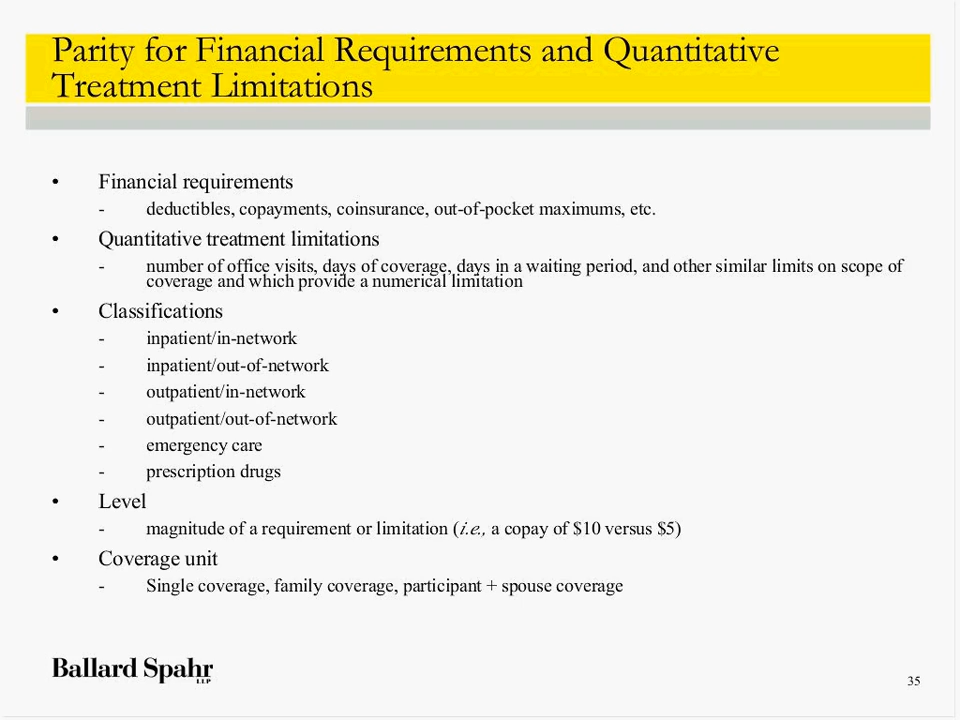 Parity for Financial Requirements and Quantitative
Treatment Limitations
• Financial requirements
- deductibles, copayments, coinsurance, out-of-pocket maximums, etc.
• Quantitative treatment limitations
- number of office visits, days of coverage, days in a waiting period, and other similar limits on scope of
coverage and which provide a numerical limitation
• Classifications
- inpatient/in-network
- inpatient/out-of-network
- outpatient/in-network
- outpatient/out-of-network
- emergency care
- prescription drugs
• Level
- magnitude of a requirement or limitation (i.e., a copay of $10 versus $5)
• Coverage unit
- Single coverage, family coverage, participant + spouse coverage
Ballard Spahr
LLP
35